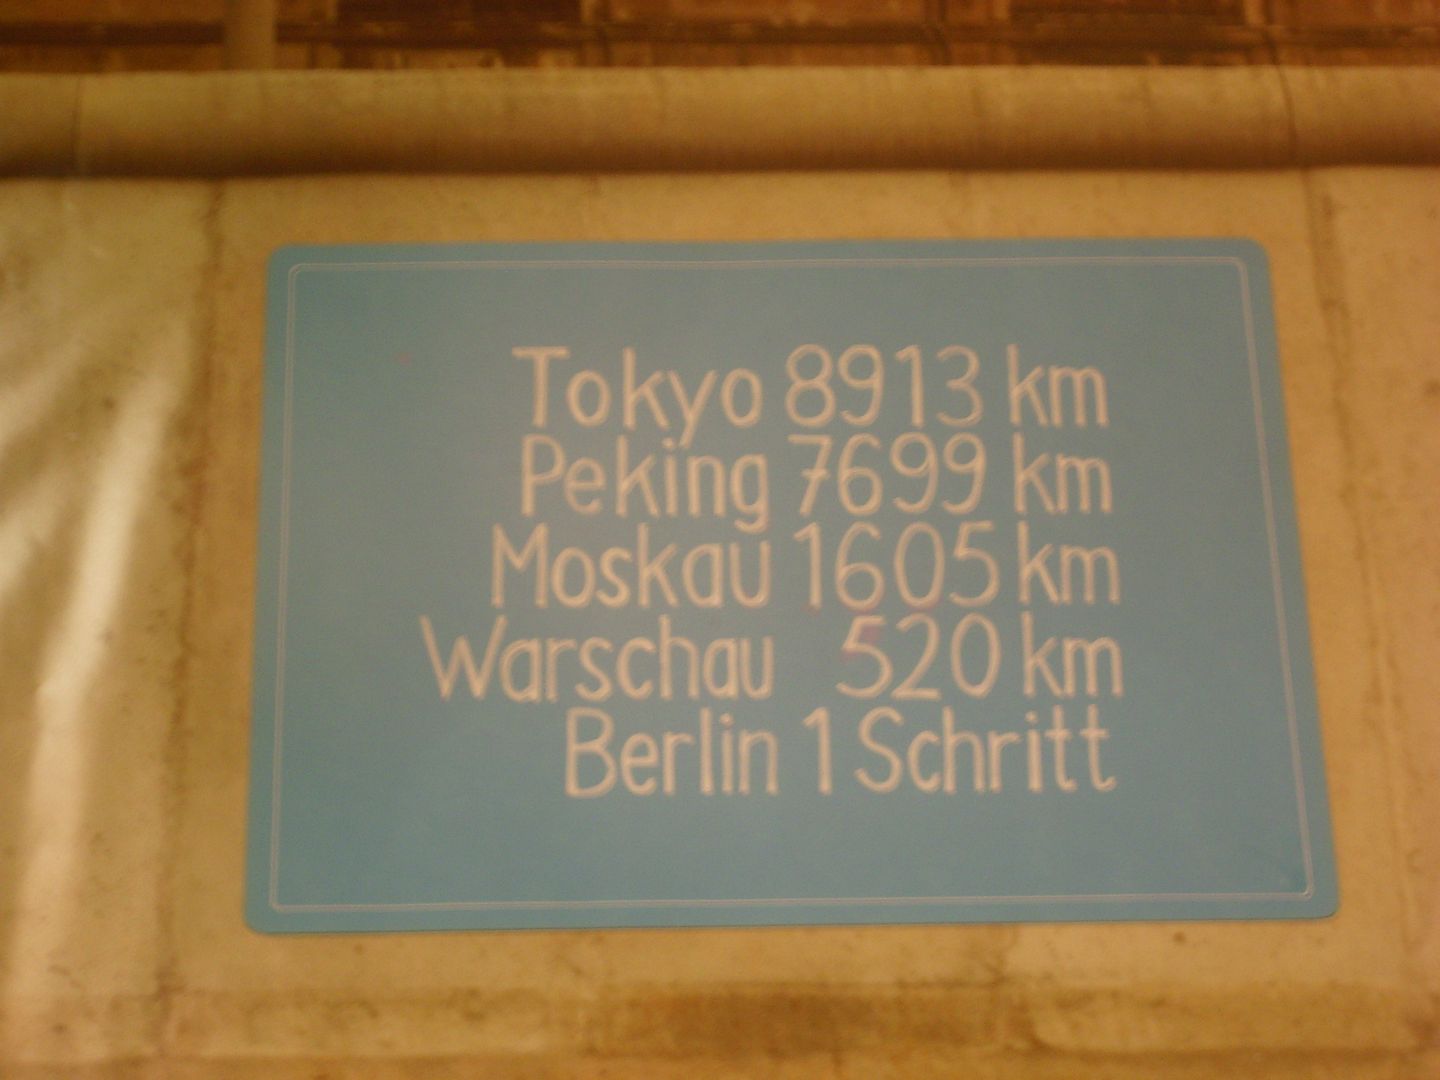 Tokyo 8913 km
Peking 7699 km
Moskau 1605 km
Warschau 520 km
Berlin 1 Schritt